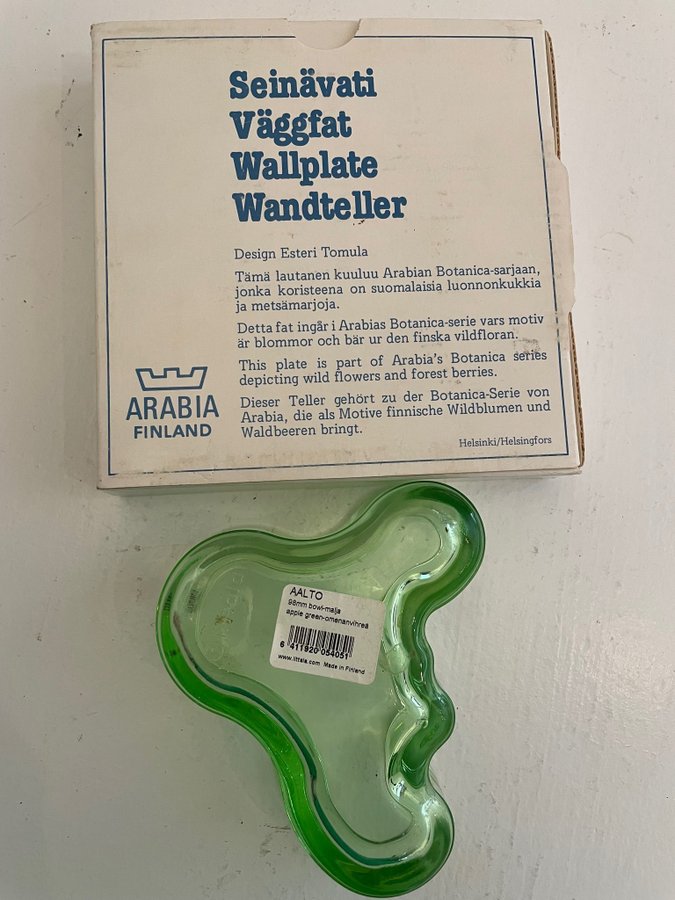 Seinävati
Väggfat
Wallplate
Wandteller
Design Esteri Tomula
Tämä lautanen kuuluu Arabian Botanica-sarjaan,
jonka koristeena on suomalaisia luonnonkukkia
ja metsämarjoja.
Detta fat ingår i Arabias Botanica-serie vars motiv
är blommor och bär ur den finska vildfloran.
This plate is part of Arabia's Botanica series
depicting wild flowers and forest berries.
Dieser Teller gehört zu der Botanica-Serie von
Arabia, die als Motive finnische Wildblumen und
Waldbeeren bringt.
ARABIA
FINLAND
Helsinki/Helsingfors
AALTO
98mm bowl-malja
apple green-omenanvihreä
6 411920 054051
www.iittala.com Made in Finland